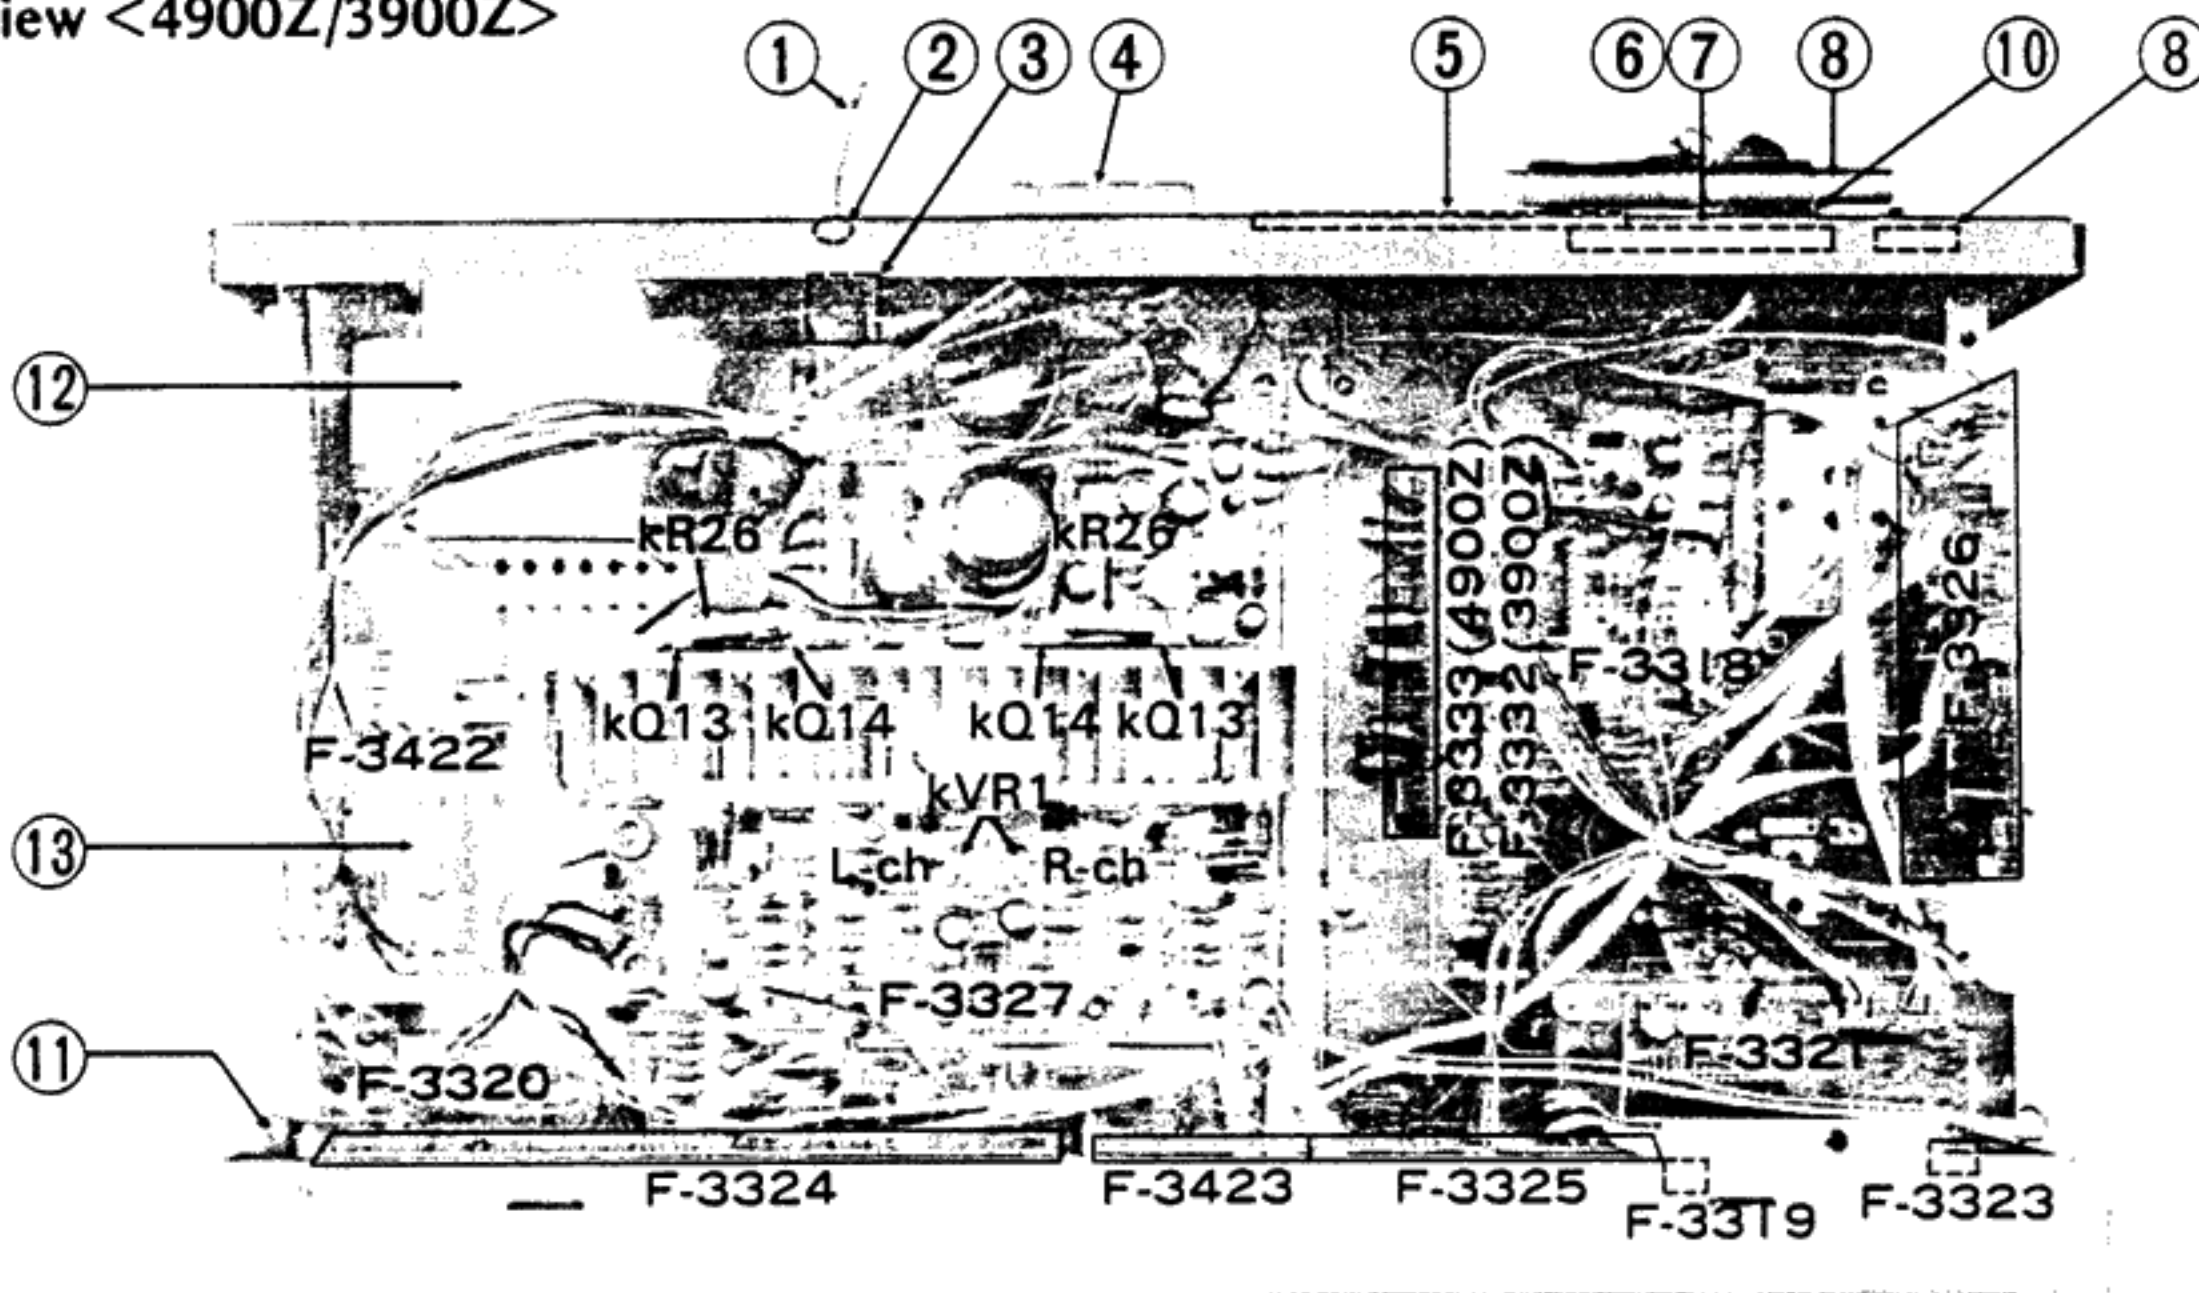 iew <4900Z/3900Z>
① ② ③ ④ ⑤ ⑥ ⑦ ⑧ ⑩ ⑧
⑫
kR26 kR26
F-3333(4900Z)
F-3332(3900Z)
F-3326
F-3318
kQ13 kQ14 kQ14 kQ13
F-3422
kVR1
⑬
L-ch R-ch
F-3327
⑪
F-3320
F-3321
F-3324 F-3423 F-3325 F-3319 F-3323